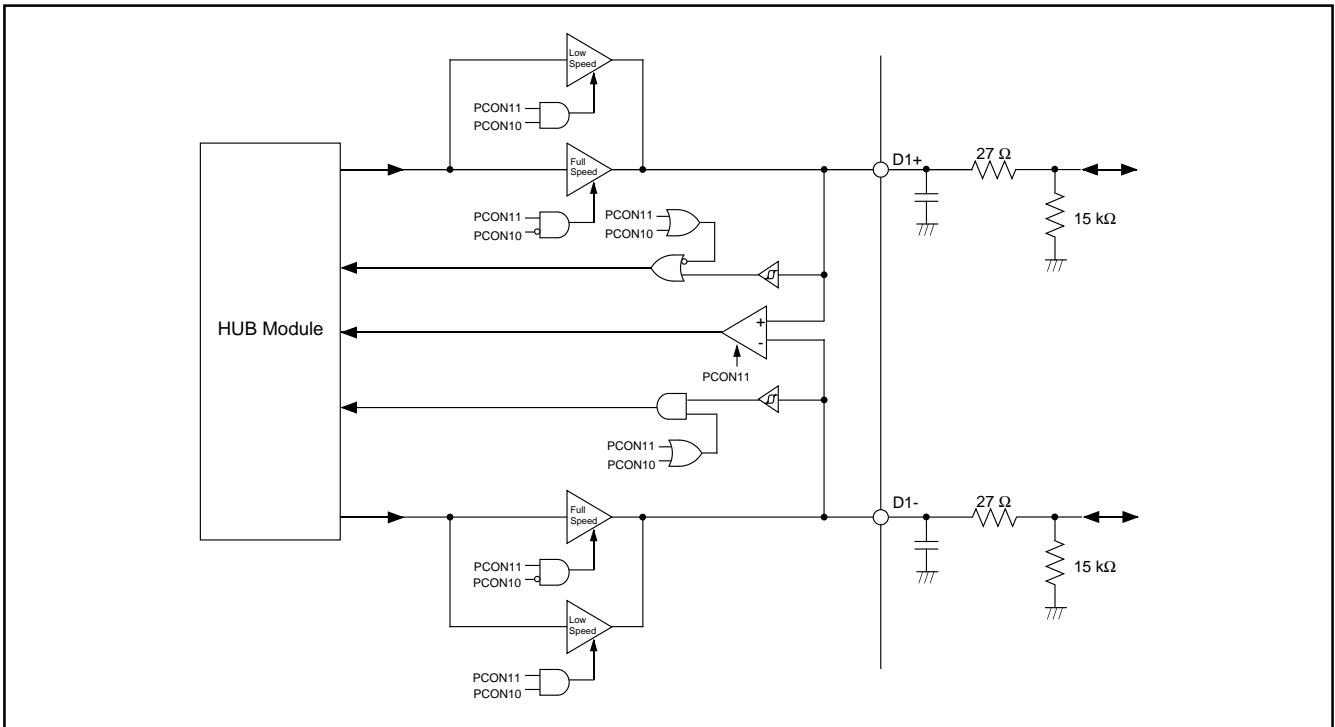 Low
Speed
PCON11
PCON10
Full
Speed
PCON11
PCON10
PCON11
PCON10
D1+
27 Ω
15 kΩ
HUB Module
+
-
PCON11
PCON11
PCON10
Full
Speed
PCON11
PCON10
Low
Speed
PCON11
PCON10
D1-
27 Ω
15 kΩ